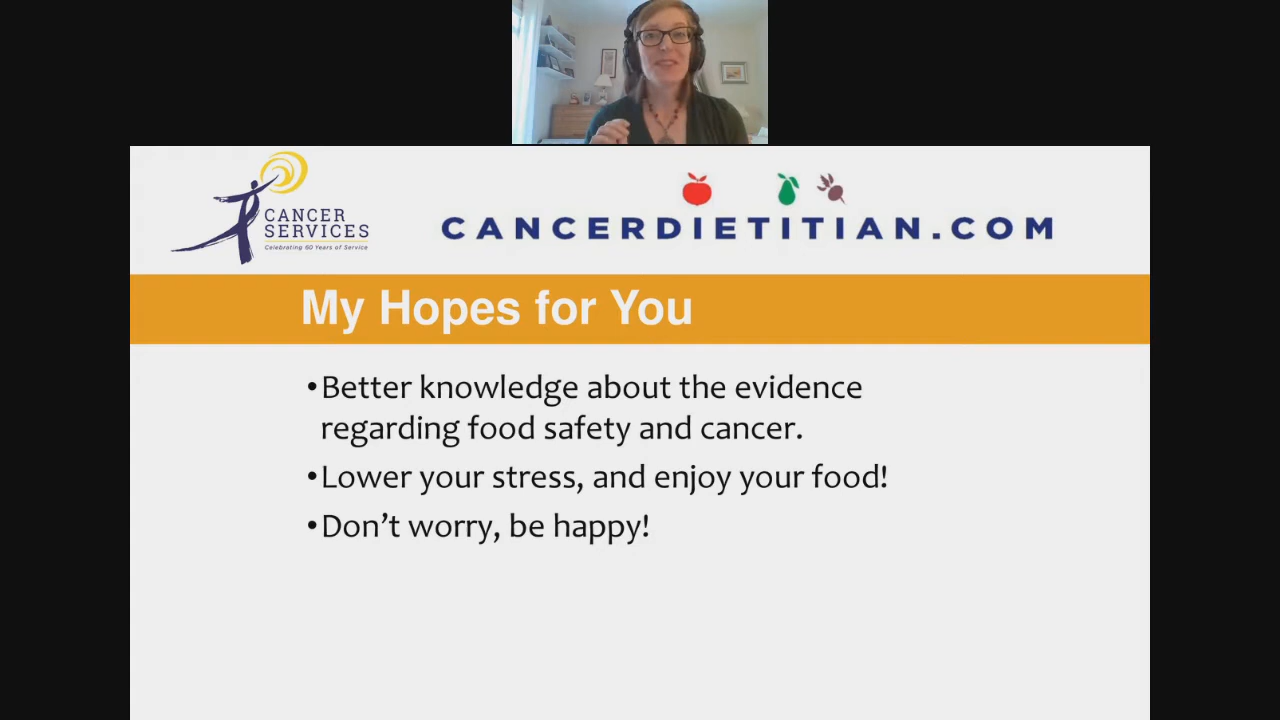 CANCER
SERVICES
Celebrating 60 Years of Service
CANCERDIETITIAN.COM
My Hopes for You
•Better knowledge about the evidence
regarding food safety and cancer.
•Lower your stress, and enjoy your food!
•Don’t worry, be happy!